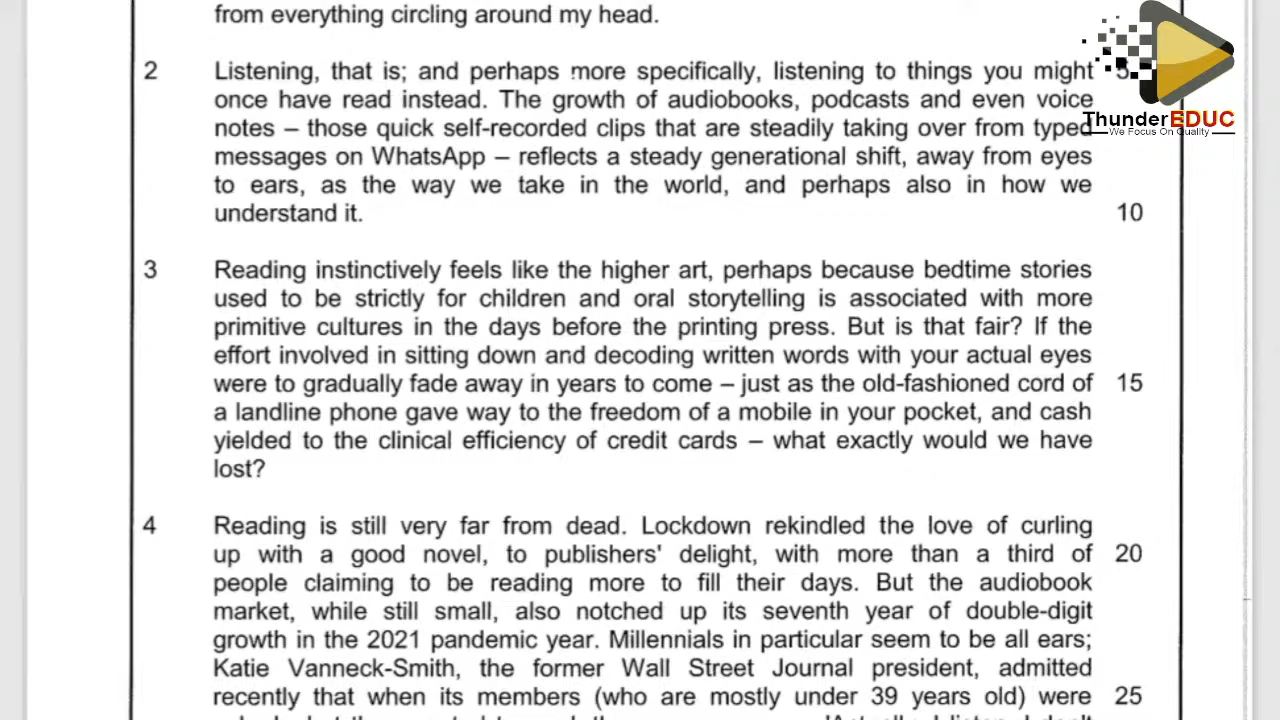 from everything circling around my head.
2 Listening, that is; and perhaps more specifically, listening to things you might
once have read instead. The growth of audiobooks, podcasts and even voice
notes – those quick self-recorded clips that are steadily taking over from typed
messages on WhatsApp – reflects a steady generational shift, away from eyes
to ears, as the way we take in the world, and perhaps also in how we
understand it. 10
3 Reading instinctively feels like the higher art, perhaps because bedtime stories
used to be strictly for children and oral storytelling is associated with more
primitive cultures in the days before the printing press. But is that fair? If the
effort involved in sitting down and decoding written words with your actual eyes
were to gradually fade away in years to come – just as the old-fashioned cord of 15
a landline phone gave way to the freedom of a mobile in your pocket, and cash
yielded to the clinical efficiency of credit cards – what exactly would we have
lost?
4 Reading is still very far from dead. Lockdown rekindled the love of curling
up with a good novel, to publishers' delight, with more than a third of 20
people claiming to be reading more to fill their days. But the audiobook
market, while still small, also notched up its seventh year of double-digit
growth in the 2021 pandemic year. Millennials in particular seem to be all ears;
Katie Vanneck-Smith, the former Wall Street Journal president, admitted
recently that when its members (who are mostly under 39 years old) were 25
ThunderEDUC
We Focus On Quality